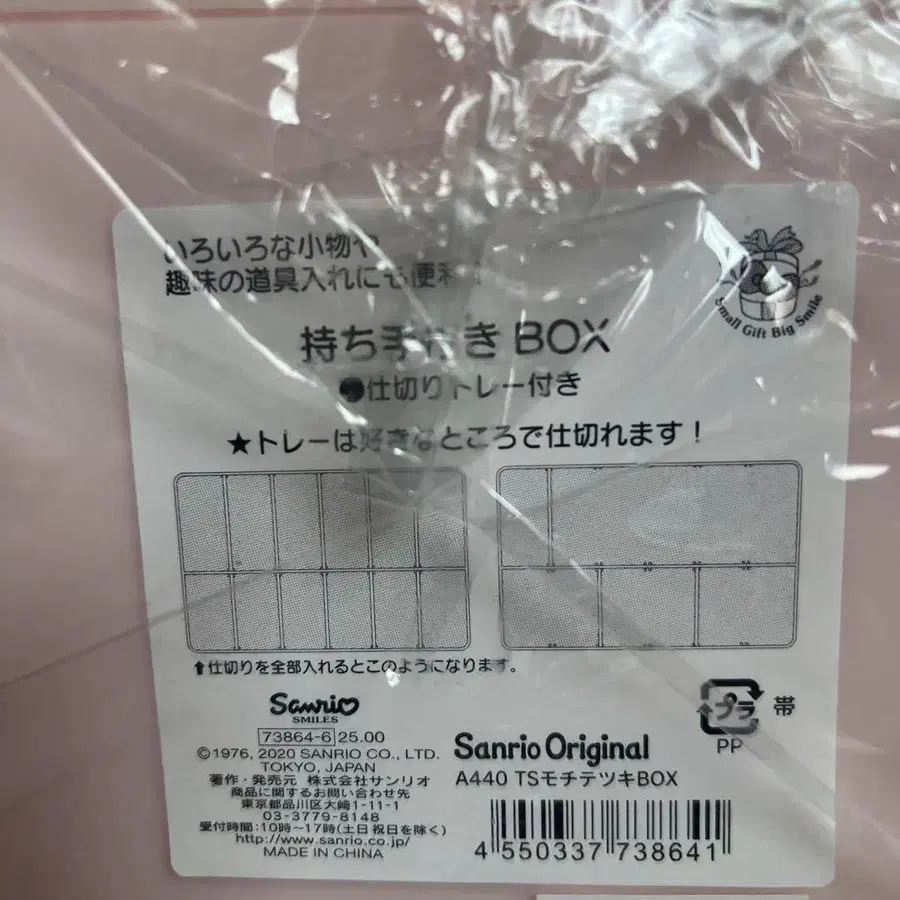 いろいろな小物や
趣味の道具入れにも便利！
Small Gift Big Smile
持ち手付き BOX
●仕切りトレー付き
★トレーは好きなところで仕切れます！
⬆仕切りを全部入れるとこのようになります。
Sanrio
SMILES
73864-6 25.00
©1976, 2020 SANRIO CO., LTD.
TOKYO, JAPAN
著作・発売元 株式会社サンリオ
商品に関するお問い合わせ先
東京都品川区大崎1-11-1
03-3779-8148
受付時間:10時～17時(土日祝日を除く)
http://www.sanrio.co.jp/
MADE IN CHINA
プラ 帯
PP
Sanrio Original
A440 TSモチテツキBOX
4 550337 738641